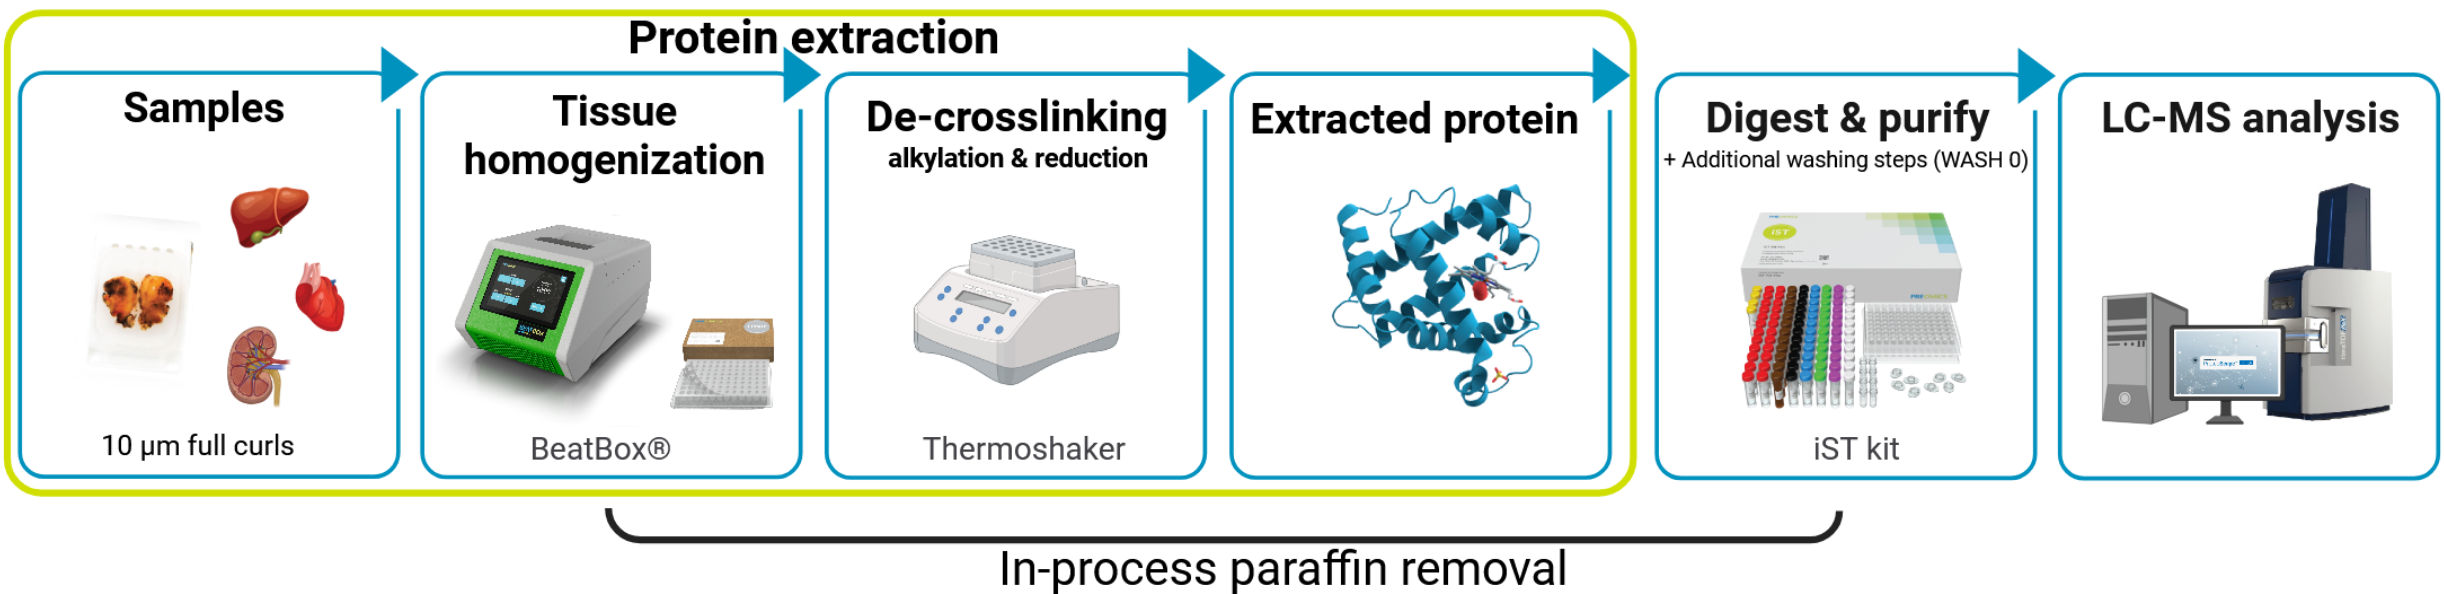 Protein extraction
Samples
10 µm full curls
Tissue
homogenization
BeatBox®
De-crosslinking
alkylation & reduction
Thermoshaker
Extracted protein
Digest & purify
+ Additional washing steps (WASH 0)
iST
iST kit
LC-MS analysis
In-process paraffin removal